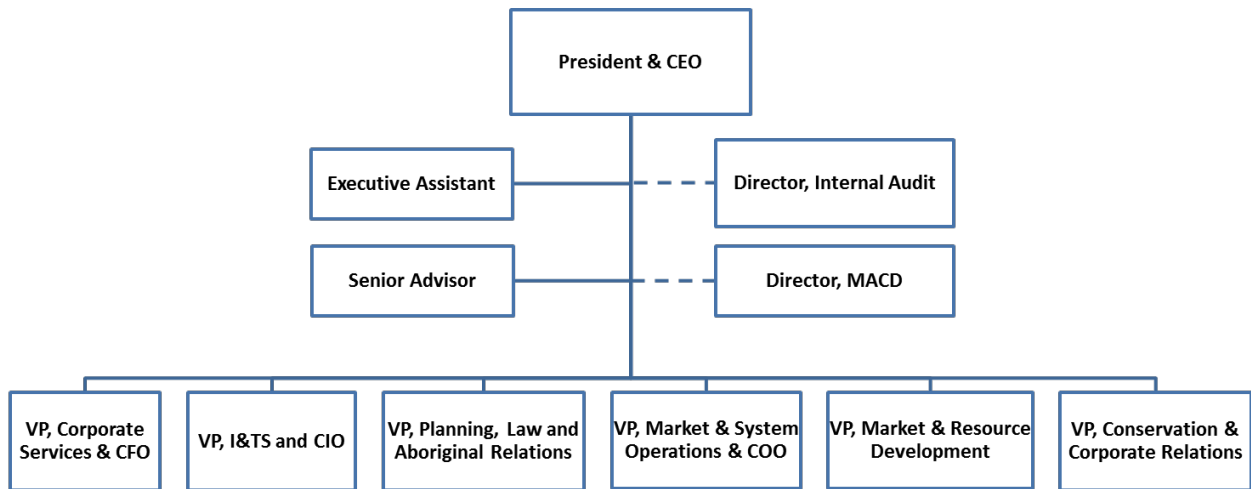 President & CEO
Executive Assistant
Director, Internal Audit
Senior Advisor
Director, MACD
VP, Corporate
Services & CFO
VP, I&TS and CIO
VP, Planning, Law and
Aboriginal Relations
VP, Market & System
Operations & COO
VP, Market & Resource
Development
VP, Conservation &
Corporate Relations